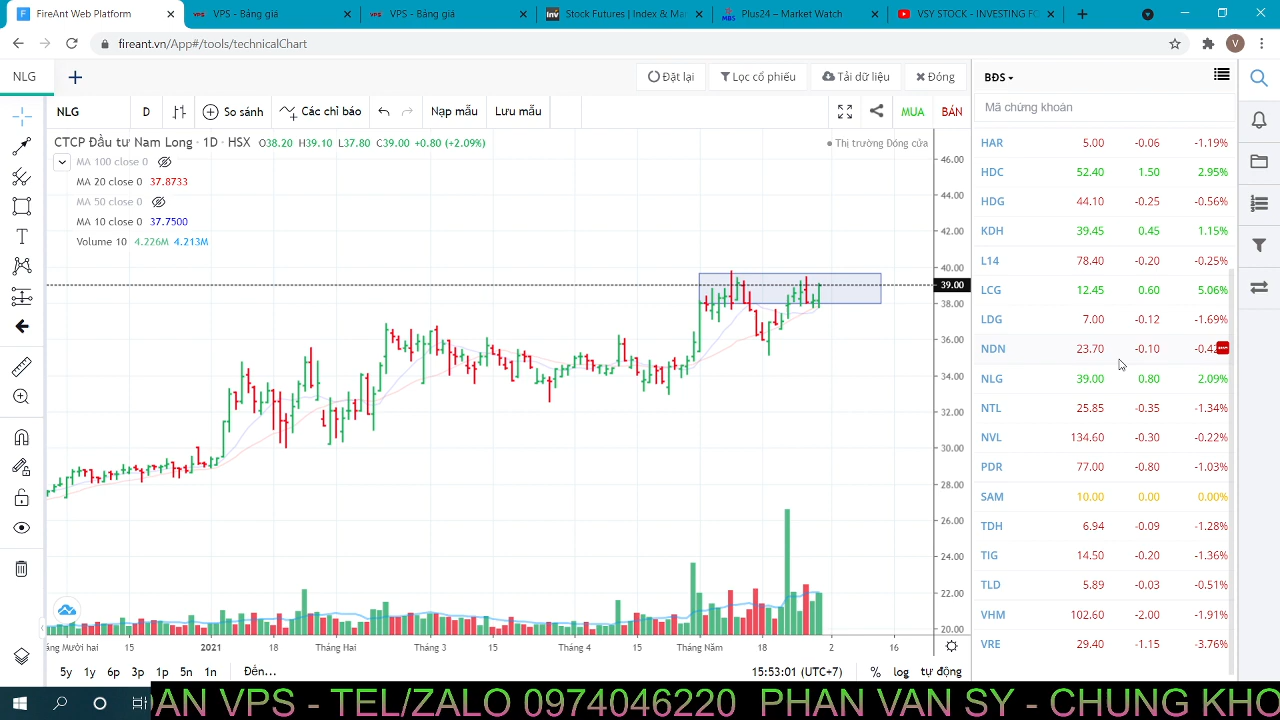 FireAnt Web Platform
VPS - Bảng giá
VPS - Bảng giá
Stock Futures | Index & Mar
Plus24 – Market Watch
VSY STOCK - INVESTING FO
fireant.vn/App#/tools/technicalChart
V
NLG
Đặt lại
Lọc cổ phiếu
Tải dữ liệu
Đóng
BĐS
NLG
D
So sánh
Các chỉ báo
Nạp mẫu
Lưu mẫu
MUA
BÁN
Mã chứng khoán
CTCP Đầu tư Nam Long · 1D · HSX O38.20 H39.10 L37.80 C39.00 +0.80 (+2.09%)
Thị trường Đóng cửa
MA 100 close 0
MA 20 close 0 37.8733
MA 50 close 0
MA 10 close 0 37.7500
Volume 10 4.226M 4.213M
46.00
44.00
42.00
40.00
39.00
38.00
36.00
34.00
32.00
30.00
28.00
26.00
24.00
22.00
20.00
HAR 5.00 -0.06 -1.19%
HDC 52.40 1.50 2.95%
HDG 44.10 -0.25 -0.56%
KDH 39.45 0.45 1.15%
L14 78.40 -0.20 -0.25%
LCG 12.45 0.60 5.06%
LDG 7.00 -0.12 -1.69%
NDN 23.70 -0.10 -0.42
NLG 39.00 0.80 2.09%
NTL 25.85 -0.35 -1.34%
NVL 134.60 -0.30 -0.22%
PDR 77.00 -0.80 -1.03%
SAM 10.00 0.00 0.00%
TDH 6.94 -0.09 -1.28%
TIG 14.50 -0.20 -1.36%
TLD 5.89 -0.03 -0.51%
VHM 102.60 -2.00 -1.91%
VRE 29.40 -1.15 -3.76%
áng Mười hai 15 2021 18 Tháng Hai 15 Tháng 3 15 Tháng 4 15 Tháng Năm 18 2 16
5y 1y 6p 3p 1p 5n 1n Đến...
15:53:01 (UTC+7) % log tự động
AN VPS - TEL/ZALO 0974046220 PHAN VAN SY - CHUNG KHO